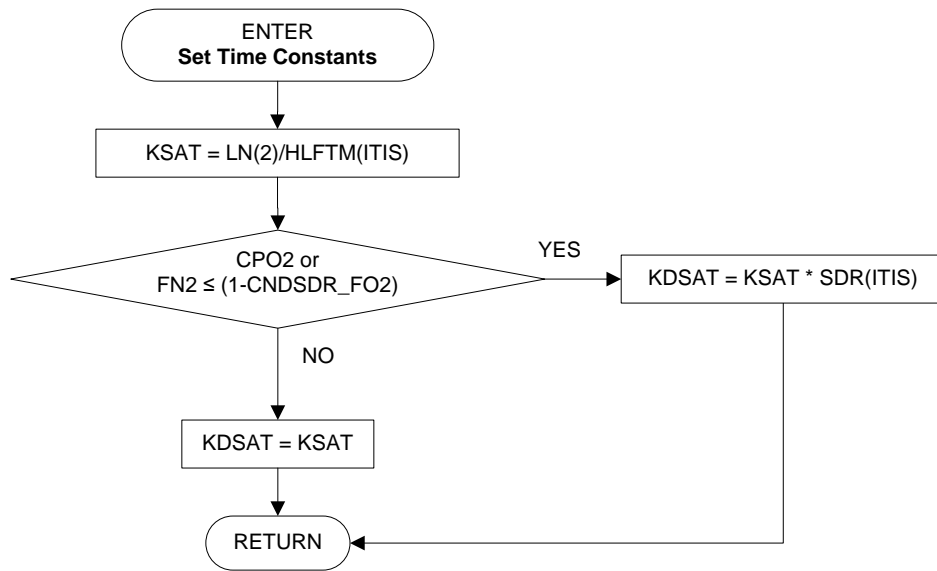 ENTER
Set Time Constants
KSAT = LN(2)/HLFTM(ITIS)
CPO2 or
FN2 ≤ (1-CNDSDR_FO2)
YES
KDSAT = KSAT * SDR(ITIS)
NO
KDSAT = KSAT
RETURN